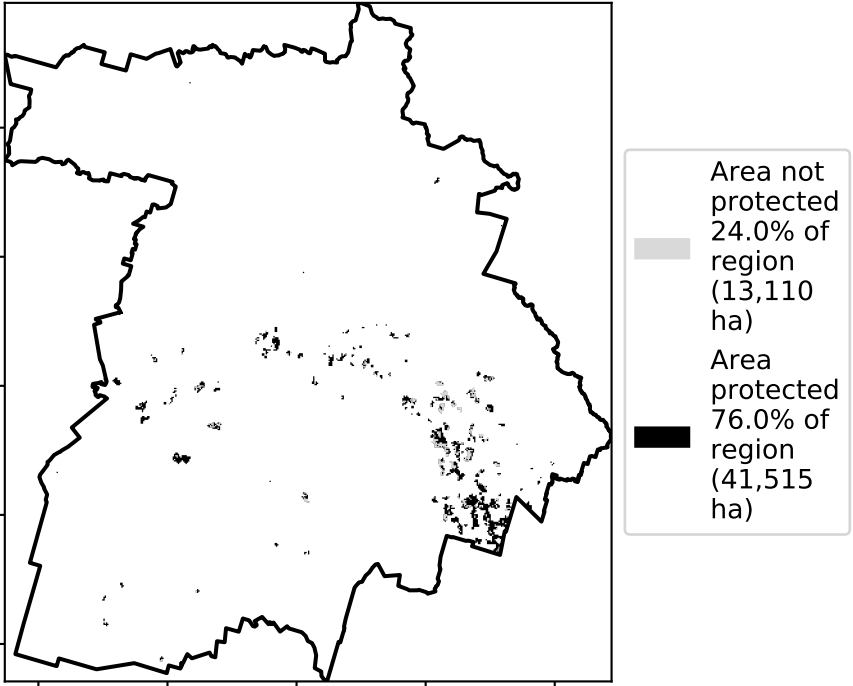 Area not
protected
24.0% of
region
(13,110
ha)
Area
protected
76.0% of
region
(41,515
ha)